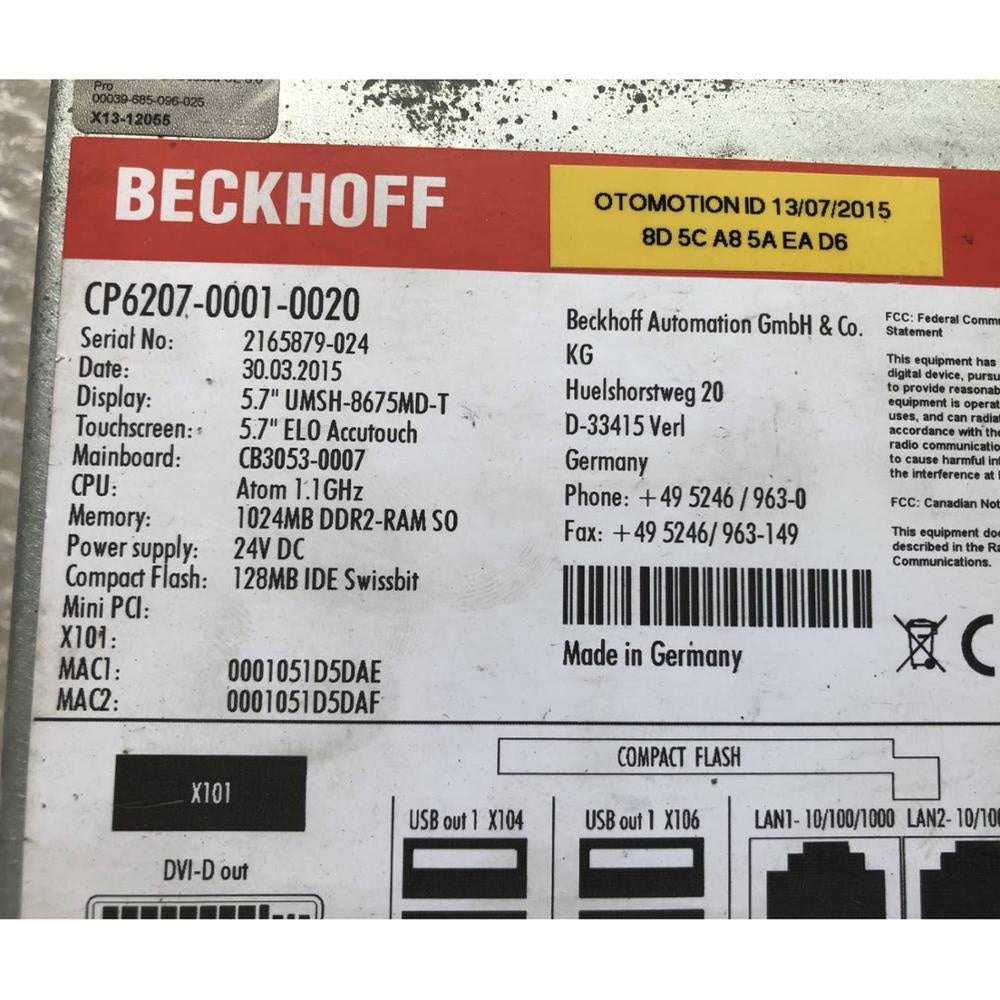 Pro
00039-685-096-025
X13-12055
BECKHOFF
OTOMOTION ID 13/07/2015
8D 5C A8 5A EA D6
CP6207-0001-0020
Serial No: 2165879-024
Date: 30.03.2015
Display: 5.7" UMSH-8675MD-T
Touchscreen: 5.7" ELO Accutouch
Mainboard: CB3053-0007
CPU: Atom 1.1GHz
Memory: 1024MB DDR2-RAM SO
Power supply: 24V DC
Compact Flash: 128MB IDE Swissbit
Mini PCI:
X101:
MAC1: 0001051D5DAE
MAC2: 0001051D5DAF
Beckhoff Automation GmbH & Co.
KG
Huelshorstweg 20
D-33415 Verl
Germany
Phone: +49 5246 / 963-0
Fax: +49 5246/ 963-149
Made in Germany
FCC: Federal Comm
Statement
This equipment has
digital device, pursu
to provide reasonab
equipment is operat
uses, and can radia
accordance with the
radio communicatio
to cause harmful in
the interference at
FCC: Canadian Not
This equipment doe
described in the Ra
Communications.
COMPACT FLASH
X101
DVI-D out
USB out 1 X104
USB out 1 X106
LAN1- 10/100/1000
LAN2- 10/100